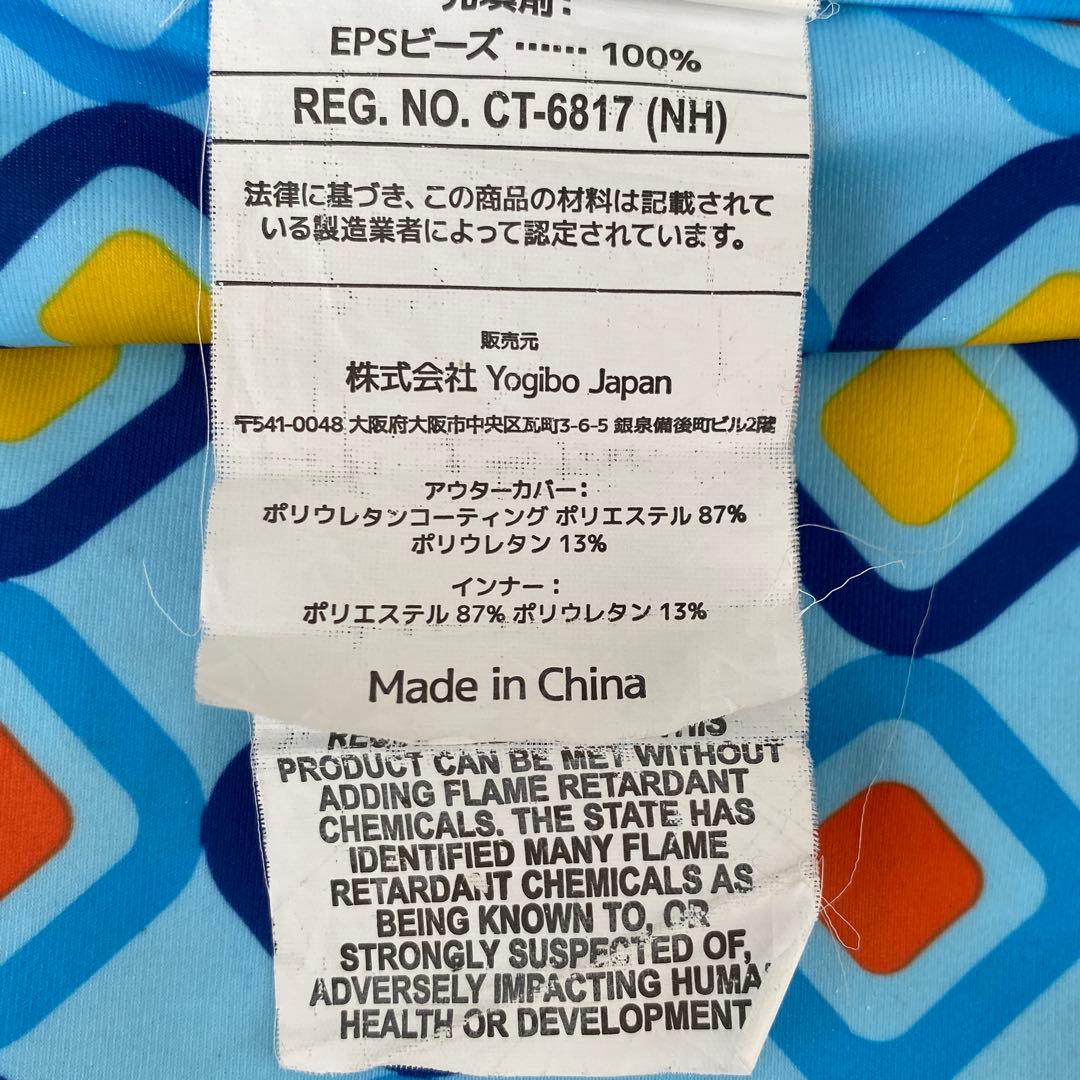 充填剤:
EPSビーズ …… 100%
REG. NO. CT-6817 (NH)
法律に基づき、この商品の材料は記載されて
いる製造業者によって認定されています。
販売元
株式会社 Yogibo Japan
〒541-0048 大阪府大阪市中央区瓦町3-6-5 銀泉備後町ビル2階
アウターカバー:
ポリウレタンコーティング ポリエステル 87%
ポリウレタン 13%
インナー:
ポリエステル 87% ポリウレタン 13%
Made in China
THIS
PRODUCT CAN BE MET WITHOUT
ADDING FLAME RETARDANT
CHEMICALS. THE STATE HAS
IDENTIFIED MANY FLAME
RETARDANT CHEMICALS AS
BEING KNOWN TO, OR
STRONGLY SUSPECTED OF,
ADVERSELY IMPACTING HUMA
HEALTH OR DEVELOPMENT